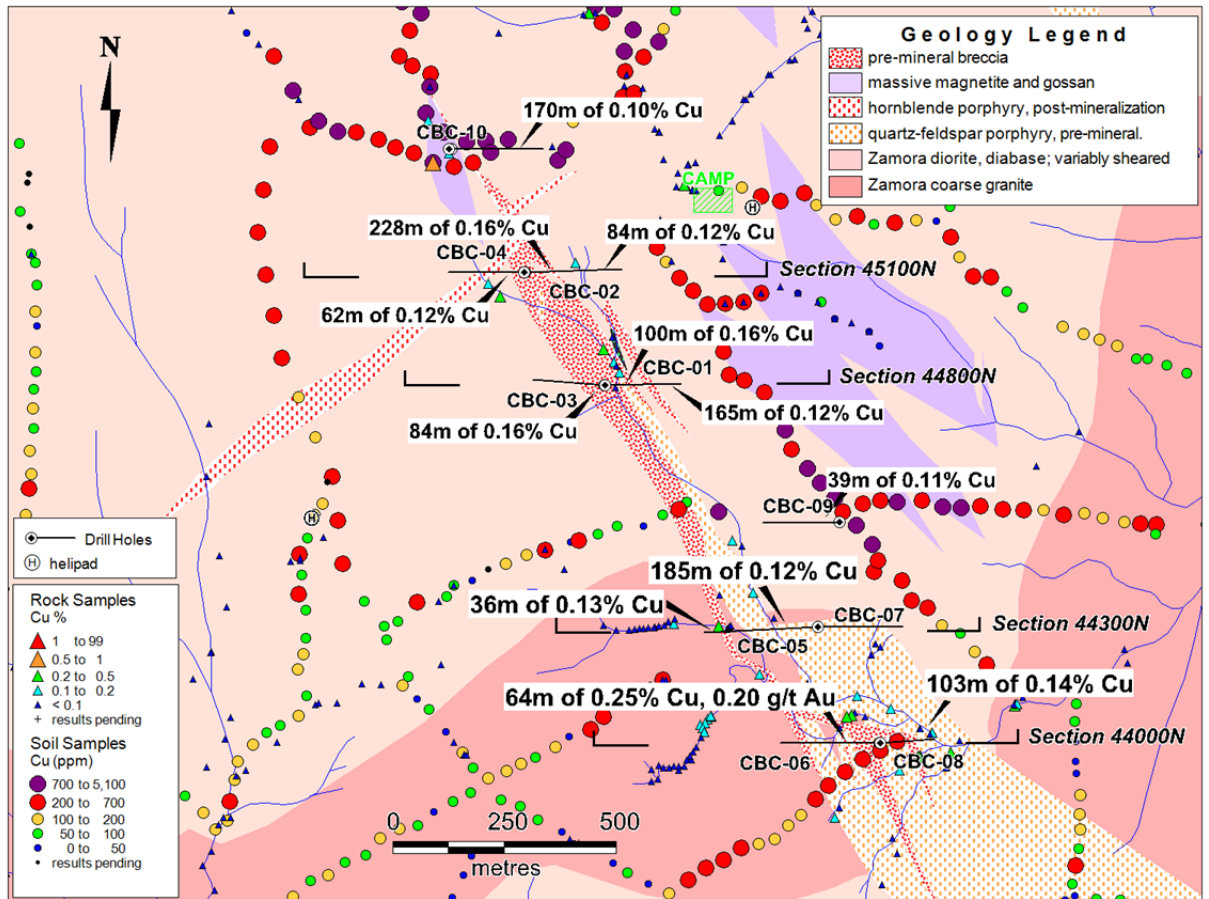 N
Geology Legend
pre-mineral breccia
massive magnetite and gossan
hornblende porphyry, post-mineralization
quartz-feldspar porphyry, pre-mineral.
Zamora diorite, diabase; variably sheared
Zamora coarse granite
170m of 0.10% Cu
CBC-10
CAMP
H
228m of 0.16% Cu
84m of 0.12% Cu
CBC-04
Section 45100N
CBC-02
62m of 0.12% Cu
100m of 0.16% Cu
CBC-01
Section 44800N
CBC-03
165m of 0.12% Cu
84m of 0.16% Cu
39m of 0.11% Cu
CBC-09
H
Drill Holes
H helipad
185m of 0.12% Cu
36m of 0.13% Cu
CBC-07
Section 44300N
CBC-05
Rock Samples
Cu %
1 to 99
0.5 to 1
0.2 to 0.5
0.1 to 0.2
< 0.1
+ results pending
Soil Samples
Cu (ppm)
700 to 5,100
200 to 700
100 to 200
50 to 100
0 to 50
results pending
64m of 0.25% Cu, 0.20 g/t Au
103m of 0.14% Cu
Section 44000N
CBC-06
CBC-08
0 250 500
metres